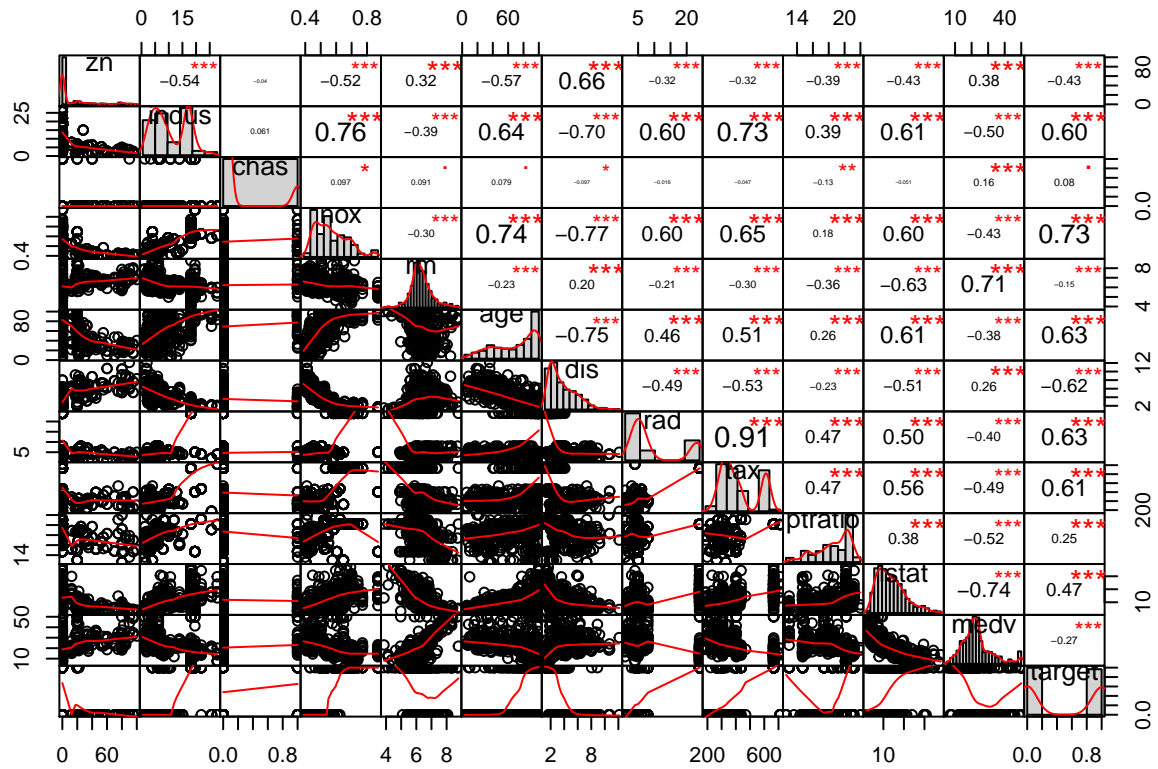 0 15 0.4 0.8 0 60 5 20 14 20 10 40
zn −0.54 *** −0.04 −0.52 *** 0.32 *** −0.57 *** 0.66 *** −0.32 *** −0.32 *** −0.39 *** −0.43 *** 0.38 *** −0.43 *** 0 80
0 25 indus 0.061 0.76 *** −0.39 *** 0.64 *** −0.70 *** 0.60 *** 0.73 *** 0.39 *** 0.61 *** −0.50 *** 0.60 ***
chas 0.097 * 0.091 . 0.079 . −0.097 * −0.016 −0.047 −0.13 ** −0.051 0.16 *** 0.08 . 0.0
0.4 nox −0.30 *** 0.74 *** −0.77 *** 0.60 *** 0.65 *** 0.18 *** 0.60 *** −0.43 *** 0.73 ***
rm −0.23 *** 0.20 *** −0.21 *** −0.30 *** −0.36 *** −0.63 *** 0.71 *** −0.15 ** 4 8
0 80 age −0.75 *** 0.46 *** 0.51 *** 0.26 *** 0.61 *** −0.38 *** 0.63 ***
dis −0.49 *** −0.53 *** −0.23 *** −0.51 *** 0.26 *** −0.62 *** 2 12
5 rad 0.91 *** 0.47 *** 0.50 *** −0.40 *** 0.63 ***
tax 0.47 *** 0.56 *** −0.49 *** 0.61 *** 200
14 ptratio 0.38 *** −0.52 *** 0.25 ***
lstat −0.74 *** 0.47 *** 10
10 50 medv −0.27 ***
target 0.0
0 60 0.0 0.8 4 6 8 2 8 200 600 10 0.0 0.8